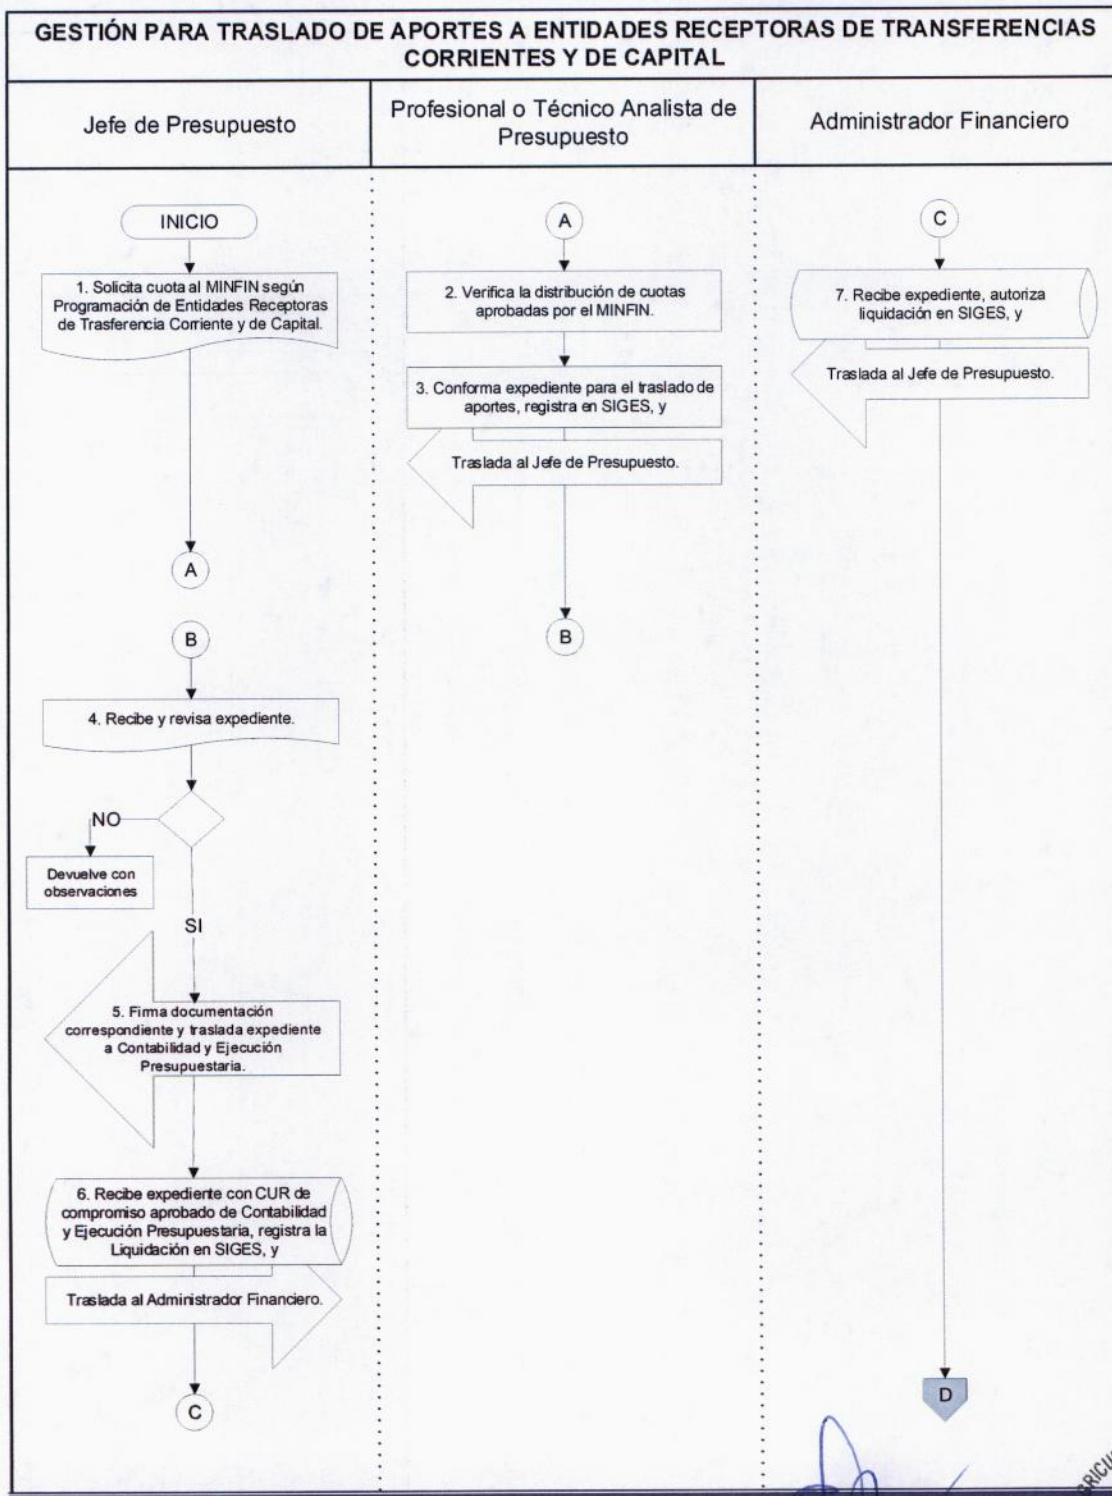 GESTIÓN PARA TRASLADO DE APORTES A ENTIDADES RECEPTORAS DE TRANSFERENCIAS
CORRIENTES Y DE CAPITAL
Jefe de Presupuesto
Profesional o Técnico Analista de
Presupuesto
Administrador Financiero
INICIO
1. Solicita cuota al MINFIN según
Programación de Entidades Receptoras
de Trasferencia Corriente y de Capital.
A
B
4. Recibe y revisa expediente.
NO
Devuelve con
observaciones
SI
5. Firma documentación
correspondiente y traslada expediente
a Contabilidad y Ejecución
Presupuestaria.
6. Recibe expediente con CUR de
compromiso aprobado de Contabilidad
y Ejecución Presupuestaria, registra la
Liquidación en SIGES, y
Traslada al Administrador Financiero.
C
A
2. Verifica la distribución de cuotas
aprobadas por el MINFIN.
3. Conforma expediente para el traslado de
aportes, registra en SIGES, y
Traslada al Jefe de Presupuesto.
B
C
7. Recibe expediente, autoriza
liquidación en SIGES, y
Traslada al Jefe de Presupuesto.
D